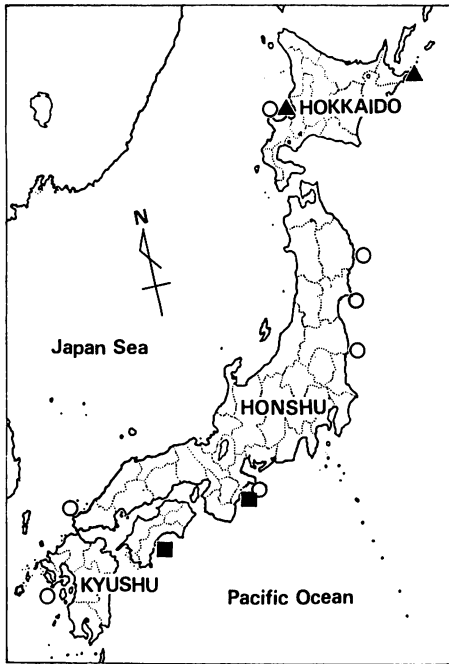 HOKKAIDO
N
Japan Sea
HONSHU
KYUSHU
Pacific Ocean